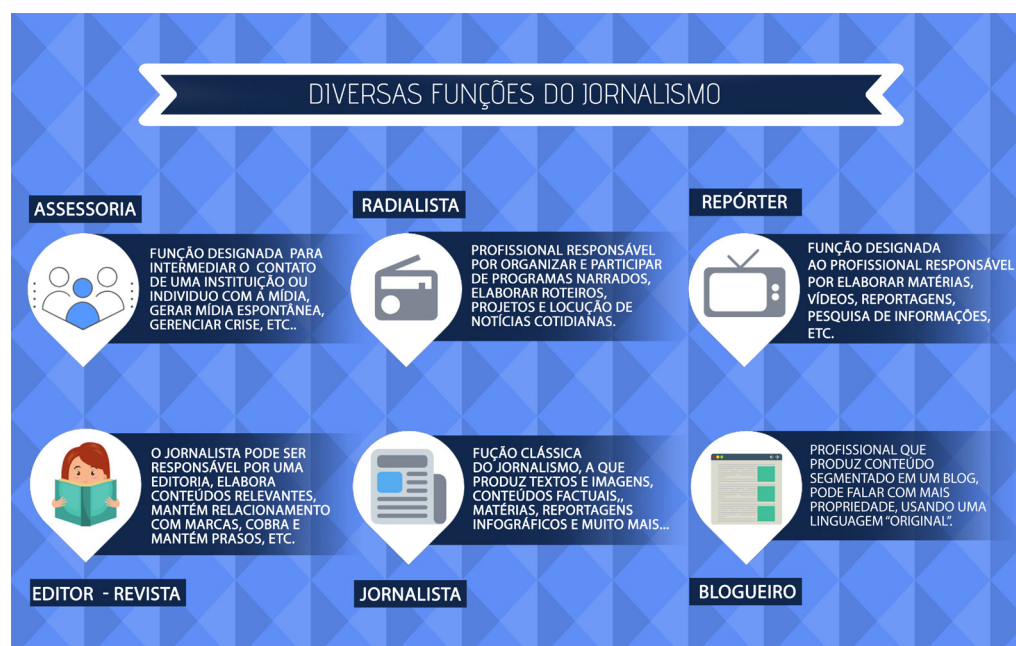 DIVERSAS FUNÇÕES DO JORNALISMO
ASSESSORIA
FUNÇÃO DESIGNADA PARA
INTERMEDIAR O CONTATO
DE UMA INSTITUIÇÃO OU
INDIVIDUO COM A MÍDIA,
GERAR MÍDIA ESPONTÂNEA,
GERENCIAR CRISE, ETC..
RADIALISTA
PROFISSIONAL RESPONSÁVEL
POR ORGANIZAR E PARTICIPAR
DE PROGRAMAS NARRADOS,
ELABORAR ROTEIROS,
PROJETOS E LOCUÇÃO DE
NOTÍCIAS COTIDIANAS.
REPÓRTER
FUNÇÃO DESIGNADA
AO PROFISSIONAL RESPONSÁVEL
POR ELABORAR MATÉRIAS,
VÍDEOS, REPORTAGENS,
PESQUISA DE INFORMAÇÕES,
ETC.
O JORNALISTA PODE SER
RESPONSÁVEL POR UMA
EDITORIA, ELABORA
CONTEÚDOS RELEVANTES,
MANTÉM RELACIONAMENTO
COM MARCAS, COBRA E
MANTÉM PRASOS, ETC.
EDITOR - REVISTA
FUCÃO CLÁSSICA
DO JORNALISMO, A QUE
PRODUZ TEXTOS E IMAGENS,
CONTEÚDOS FACTUAIS,,
MATÉRIAS, REPORTAGENS
INFOGRÁFICOS E MUITO MAIS...
JORNALISTA
PROFISSIONAL QUE
PRODUZ CONTEÚDO
SEGMENTADO EM UM BLOG,
PODE FALAR COM MAIS
PROPRIEDADE, USANDO UMA
LINGUAGEM “ORIGINAL”.
BLOGUEIRO